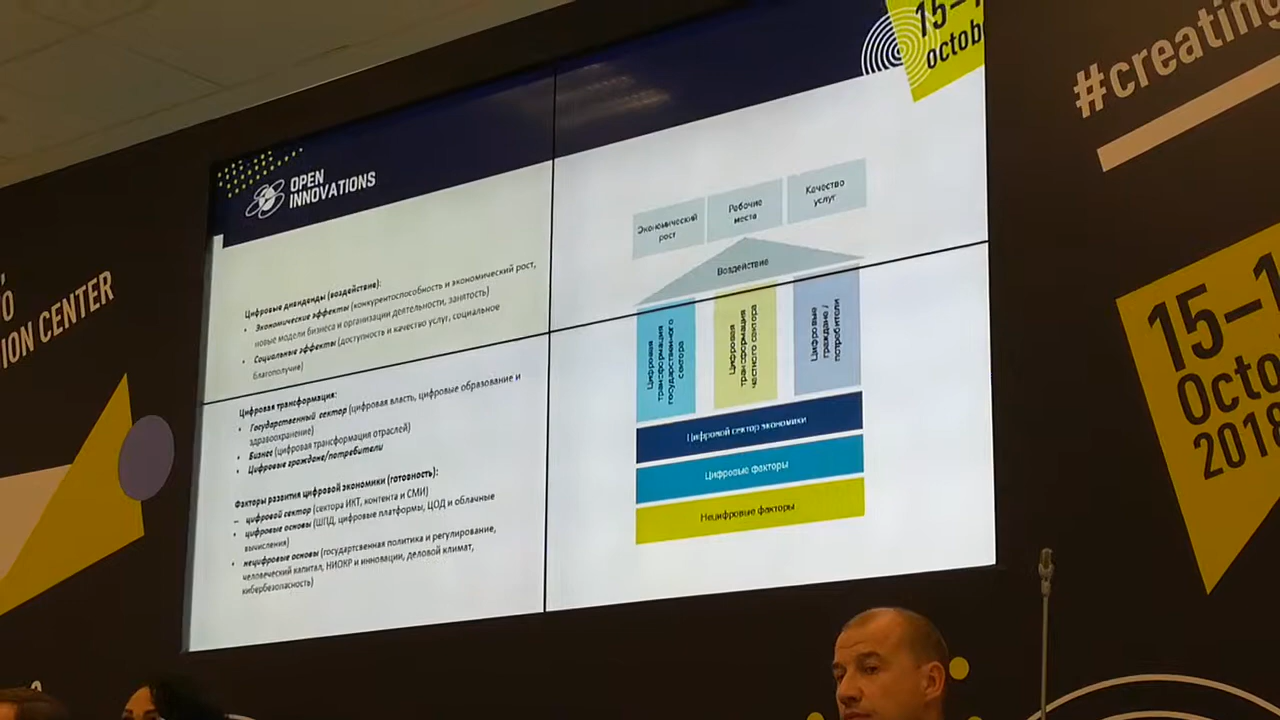 OPEN
INNOVATIONS
Цифровые дивиденды (воздействие):
• Экономические эффекты (конкурентоспособность и экономический рост,
новые модели бизнеса и организации деятельности, занятость)
• Социальные эффекты (доступность и качество услуг, социальное
благополучие)
Цифровая трансформация:
• Государственный сектор (цифровая власть, цифровые образование и
здравоохранение)
• Бизнес (цифровая трансформация отраслей)
• Цифровые граждане/потребители
Факторы развития цифровой экономики (готовность):
– цифровой сектор (сектора ИКТ, контента и СМИ)
• цифровые основы (ШПД, цифровые платформы, ЦОД и облачные
вычисления)
• нецифровые основы (государтсвенная политика и регулирование,
человеческий капитал, НИОКР и инновации, деловой климат,
кибербезопасность)
Экономический
рост
Рабочие
места
Качество
услуг
Воздействие
Цифровая
трансформация
государственного
сектора
Цифровая
трансформация
частного сектора
Цифровые
граждане /
потребители
Цифровой сектор экономики
Цифровые факторы
Нецифровые факторы
15–1
octob
#creating
ION CENTER
15–1
Octo
2018